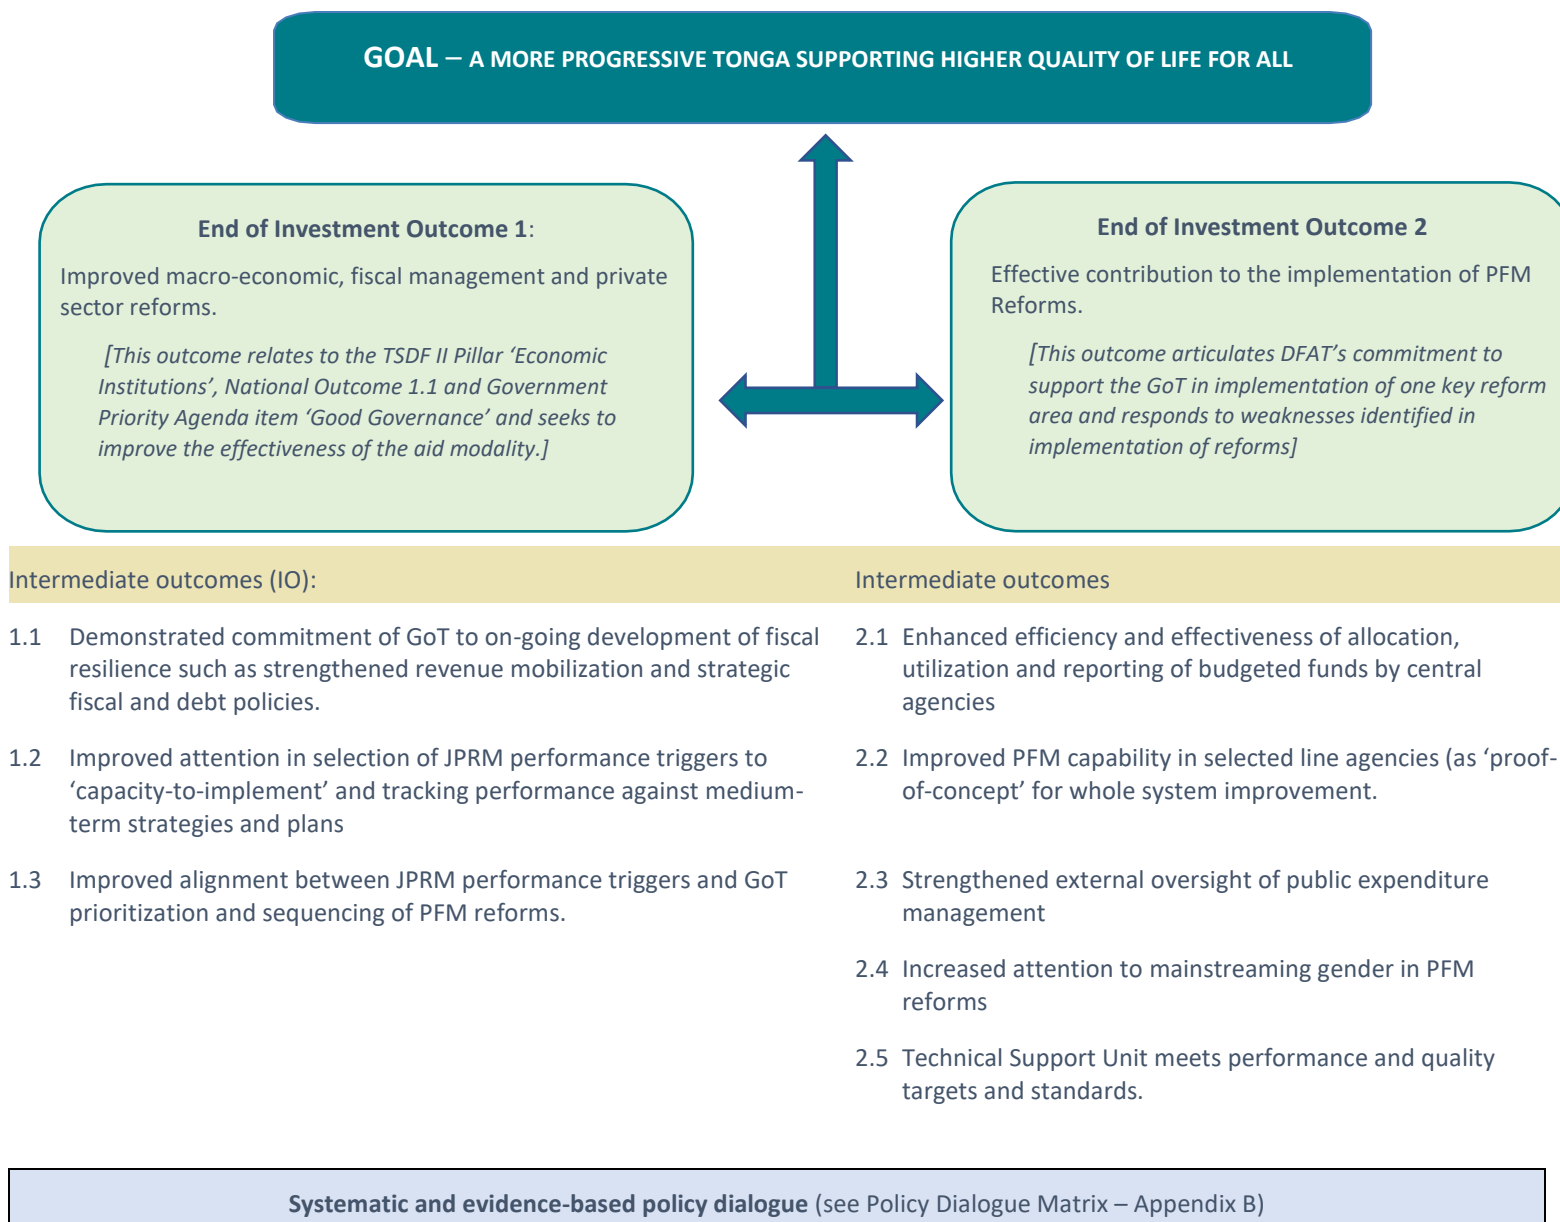 GOAL – A MORE PROGRESSIVE TONGA SUPPORTING HIGHER QUALITY OF LIFE FOR ALL
End of Investment Outcome 1:
Improved macro-economic, fiscal management and private
sector reforms.
[This outcome relates to the TSDF II Pillar ‘Economic
Institutions’, National Outcome 1.1 and Government
Priority Agenda item ‘Good Governance’ and seeks to
improve the effectiveness of the aid modality.]
End of Investment Outcome 2
Effective contribution to the implementation of PFM
Reforms.
[This outcome articulates DFAT’s commitment to
support the GoT in implementation of one key reform
area and responds to weaknesses identified in
implementation of reforms]
Intermediate outcomes (IO):
1.1 Demonstrated commitment of GoT to on-going development of fiscal
resilience such as strengthened revenue mobilization and strategic
fiscal and debt policies.
1.2 Improved attention in selection of JPRM performance triggers to
‘capacity-to-implement’ and tracking performance against medium-
term strategies and plans
1.3 Improved alignment between JPRM performance triggers and GoT
prioritization and sequencing of PFM reforms.
Intermediate outcomes
2.1 Enhanced efficiency and effectiveness of allocation,
utilization and reporting of budgeted funds by central
agencies
2.2 Improved PFM capability in selected line agencies (as ‘proof-
of-concept’ for whole system improvement.
2.3 Strengthened external oversight of public expenditure
management
2.4 Increased attention to mainstreaming gender in PFM
reforms
2.5 Technical Support Unit meets performance and quality
targets and standards.
Systematic and evidence-based policy dialogue (see Policy Dialogue Matrix – Appendix B)